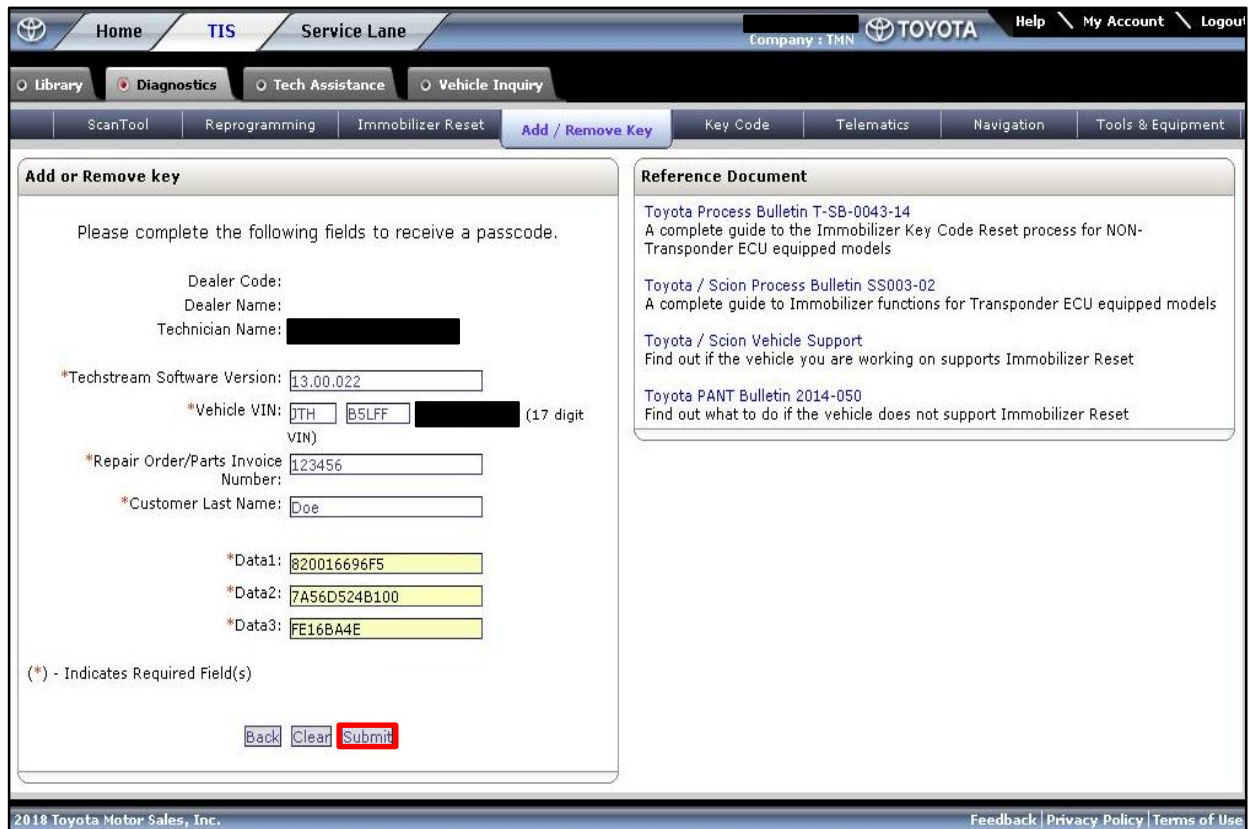 Home TIS Service Lane Company : TMN TOYOTA Help My Account Logout
Library Diagnostics Tech Assistance Vehicle Inquiry
ScanTool Reprogramming Immobilizer Reset Add / Remove Key Key Code Telematics Navigation Tools & Equipment
Add or Remove key
Please complete the following fields to receive a passcode.
Dealer Code:
Dealer Name:
Technician Name:
*Techstream Software Version: 13.00.022
*Vehicle VIN: JTH B5LFF (17 digit
VIN)
*Repair Order/Parts Invoice 123456
Number:
*Customer Last Name: Doe
*Data1: 820016696F5
*Data2: 7A56D524B100
*Data3: FE16BA4E
(*) - Indicates Required Field(s)
Back Clear Submit
Reference Document
Toyota Process Bulletin T-SB-0043-14
A complete guide to the Immobilizer Key Code Reset process for NON-
Transponder ECU equipped models
Toyota / Scion Process Bulletin SS003-02
A complete guide to Immobilizer functions for Transponder ECU equipped models
Toyota / Scion Vehicle Support
Find out if the vehicle you are working on supports Immobilizer Reset
Toyota PANT Bulletin 2014-050
Find out what to do if the vehicle does not support Immobilizer Reset
2018 Toyota Motor Sales, Inc. Feedback | Privacy Policy | Terms of Use